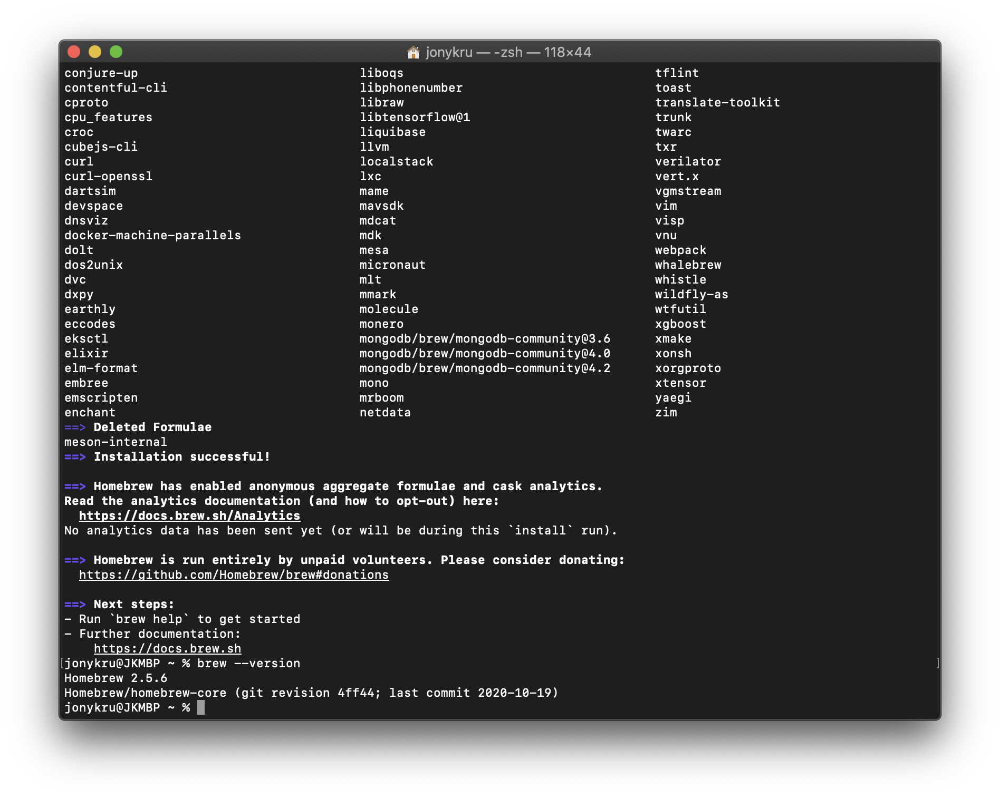 jonykru — -zsh — 118×44
conjure-up liboqs tflint
contentful-cli libphonenumber toast
cproto libraw translate-toolkit
cpu_features libtensorflow@1 trunk
croc liquibase twarc
cubejs-cli llvm txr
curl localstack verilator
curl-openssl lxc vert.x
dartsim mame vgmstream
devspace mavsdk vim
dnsviz mdcat visp
docker-machine-parallels mdk vnu
dolt mesa webpack
dos2unix micronaut whalebrew
dvc mlt whistle
dxpy mmark wildfly-as
earthly molecule wtfutil
eccodes monero xgboost
eksctl mongodb/brew/mongodb-community@3.6 xmake
elixir mongodb/brew/mongodb-community@4.0 xonsh
elm-format mongodb/brew/mongodb-community@4.2 xorgproto
embree mono xtensor
emscripten mrboom yaegi
enchant netdata zim
==> Deleted Formulae
meson-internal
==> Installation successful!
==> Homebrew has enabled anonymous aggregate formulae and cask analytics.
Read the analytics documentation (and how to opt-out) here:
https://docs.brew.sh/Analytics
No analytics data has been sent yet (or will be during this `install` run).
==> Homebrew is run entirely by unpaid volunteers. Please consider donating:
https://github.com/Homebrew/brew#donations
==> Next steps:
- Run `brew help` to get started
- Further documentation:
https://docs.brew.sh
[jonykru@JKMBP ~ % brew --version ]
Homebrew 2.5.6
Homebrew/homebrew-core (git revision 4ff44; last commit 2020-10-19)
jonykru@JKMBP ~ %